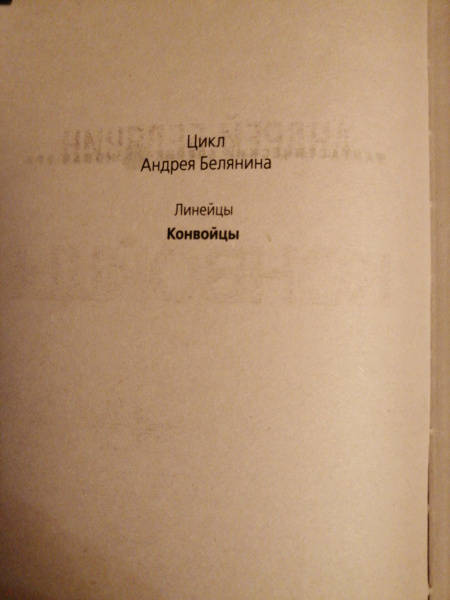 Цикл
Андрея Белянина
Линейцы
Конвойцы